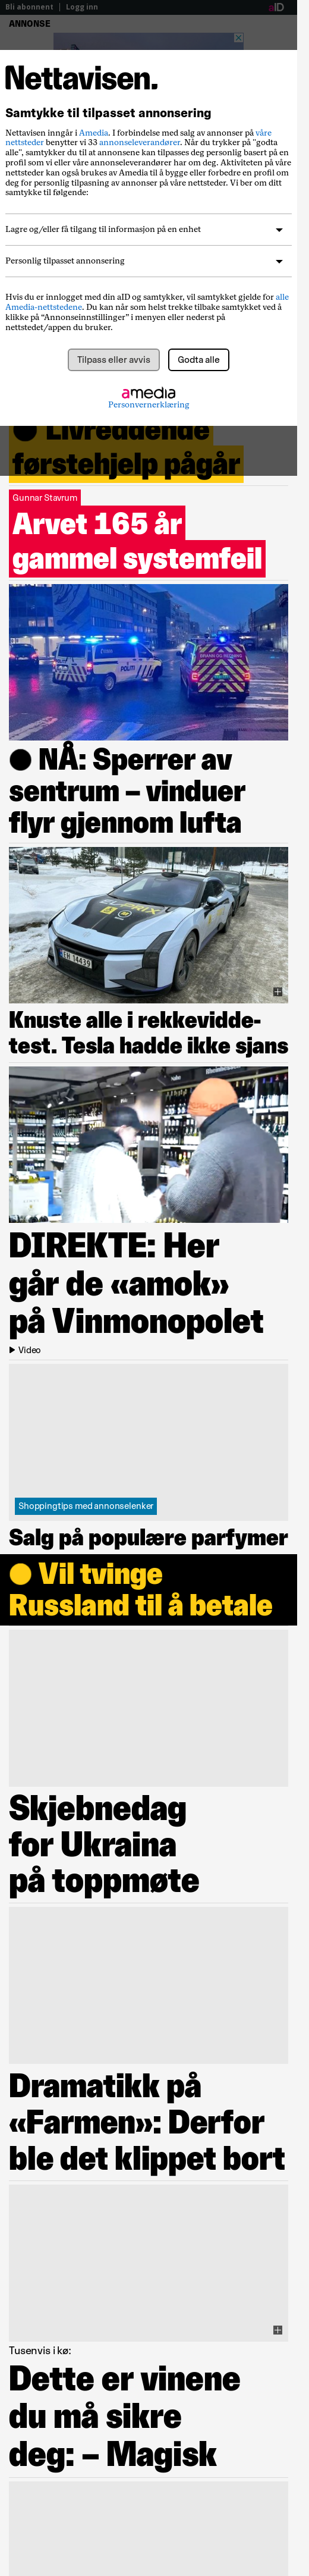 Bli abonnent | Logg inn
aID
ANNONSE
Nettavisen.
Samtykke til tilpasset annonsering
Nettavisen inngår i Amedia. I forbindelse med salg av annonser på våre
nettsteder benytter vi 33 annonseleverandører. Når du trykker på "godta
alle", samtykker du til at annonsene kan tilpasses deg personlig basert på en
profil som vi eller våre annonseleverandører har om deg. Aktiviteten på våre
nettsteder kan også brukes av Amedia til å bygge eller forbedre en profil om
deg for personlig tilpasning av annonser på våre nettsteder. Vi ber om ditt
samtykke til følgende:
Lagre og/eller få tilgang til informasjon på en enhet
Personlig tilpasset annonsering
Hvis du er innlogget med din aID og samtykker, vil samtykket gjelde for alle
Amedia-nettstedene. Du kan når som helst trekke tilbake samtykket ved å
klikke på “Annonseinnstillinger” i menyen eller nederst på
nettstedet/appen du bruker.
Tilpass eller avvis
Godta alle
amedia
Personvernerklæring
Livreddende
førstehjelp pågår
Gunnar Stavrum
Arvet 165 år
gammel systemfeil
POLITI
BRANN OG REDNING
NÅ: Sperrer av
sentrum – vinduer
flyr gjennom lufta
EL PRIX
EH 14439
Knuste alle i rekkevidde-
test. Tesla hadde ikke sjans
DIREKTE: Her
går de «amok»
på Vinmonopolet
Video
Shoppingtips med annonselenker
Salg på populære parfymer
Vil tvinge
Russland til å betale
Skjebnedag
for Ukraina
på toppmøte
Dramatikk på
«Farmen»: Derfor
ble det klippet bort
Tusenvis i kø:
Dette er vinene
du må sikre
deg: – Magisk